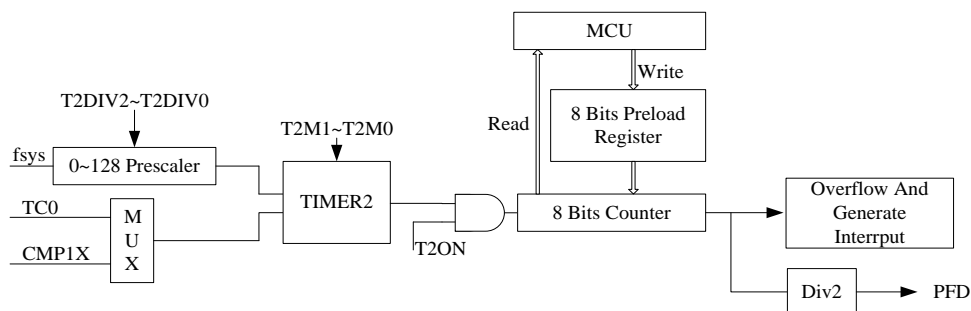 MCU
Write
T2DIV2~T2DIV0
8 Bits Preload
Register
Read
T2M1~T2M0
fsys
0~128 Prescaler
TIMER2
TC0
M
U
X
CMP1X
T2ON
8 Bits Counter
Overflow And
Generate
Interrput
Div2
PFD